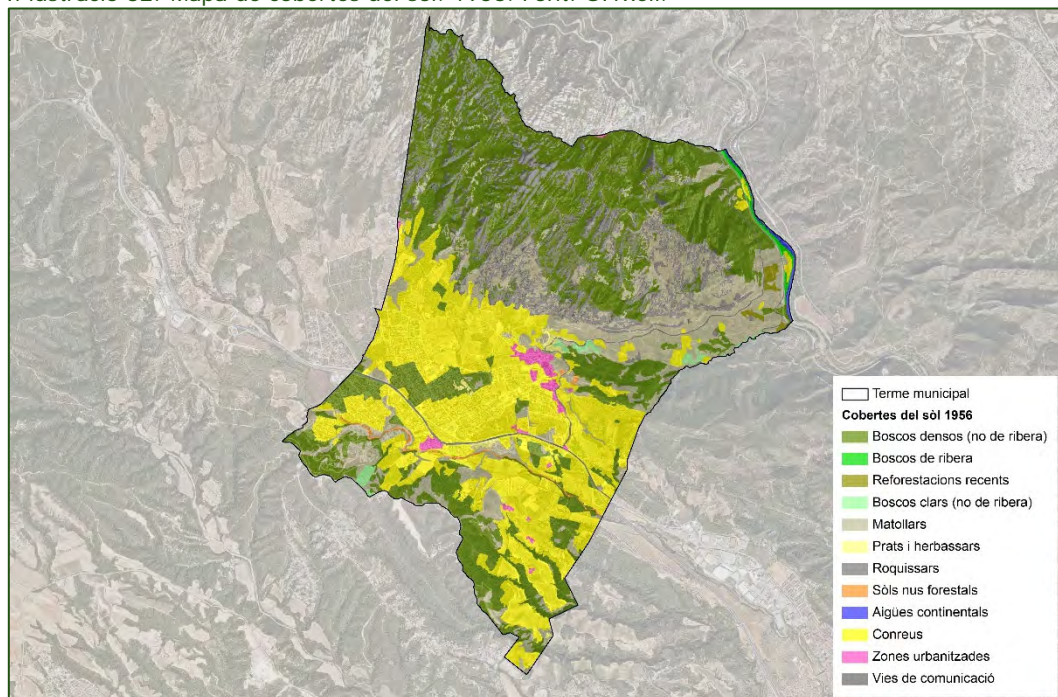 Terme municipal
Cobertes del sòl 1956
Boscos densos (no de ribera)
Boscos de ribera
Reforestacions recents
Boscos clars (no de ribera)
Matollars
Prats i herbassars
Roquissars
Sòls nus forestals
Aigües continentals
Conreus
Zones urbanitzades
Vies de comunicació